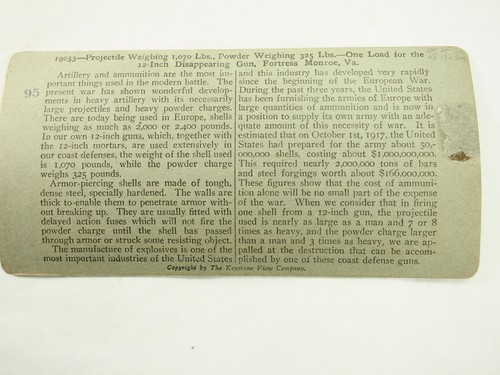 19053—Projectile Weighing 1,070 Lbs., Powder Weighing 325 Lbs.—One Load for the
12-Inch Disappearing Gun, Fortress Monroe, Va.
95
Artillery and ammunition are the most im-
portant things used in the modern battle. The
present war has shown wonderful develop-
ments in heavy artillery with its necessarily
large projectiles and heavy powder charges.
There are today being used in Europe, shells
weighing as much as 2,000 or 2,400 pounds.
In our own 12-inch guns, which, together with
the 12-inch mortars, are used extensively in
our coast defenses, the weight of the shell used
is 1,070 pounds, while the powder charge
weighs 325 pounds.
Armor-piercing shells are made of tough,
dense steel, specially hardened. The walls are
thick to enable them to penetrate armor with-
out breaking up. They are usually fitted with
delayed action fuses which will not fire the
powder charge until the shell has passed
through armor or struck some resisting object.
The manufacture of explosives is one of the
most important industries of the United States
and this industry has developed very rapidly
since the beginning of the European War.
During the past three years, the United States
has been furnishing the armies of Europe with
large quantities of ammunition and is now in
a position to supply its own army with an ade-
quate amount of this necessity of war. It is
estimated that on October 1st, 1917, the United
States had prepared for the army about 50,-
000,000 shells, costing about $1,000,000,000.
This required nearly 2,000,000 tons of bars
and steel forgings worth about $166,000,000.
These figures show that the cost of ammuni-
tion alone will be no small part of the expense
of the war. When we consider that in firing
one shell from a 12-inch gun, the projectile
used is nearly as large as a man and 7 or 8
times as heavy, and the powder charge larger
than a man and 3 times as heavy, we are ap-
palled at the destruction that can be accom-
plished by one of these coast defense guns.
Copyright by The Keystone View Company.